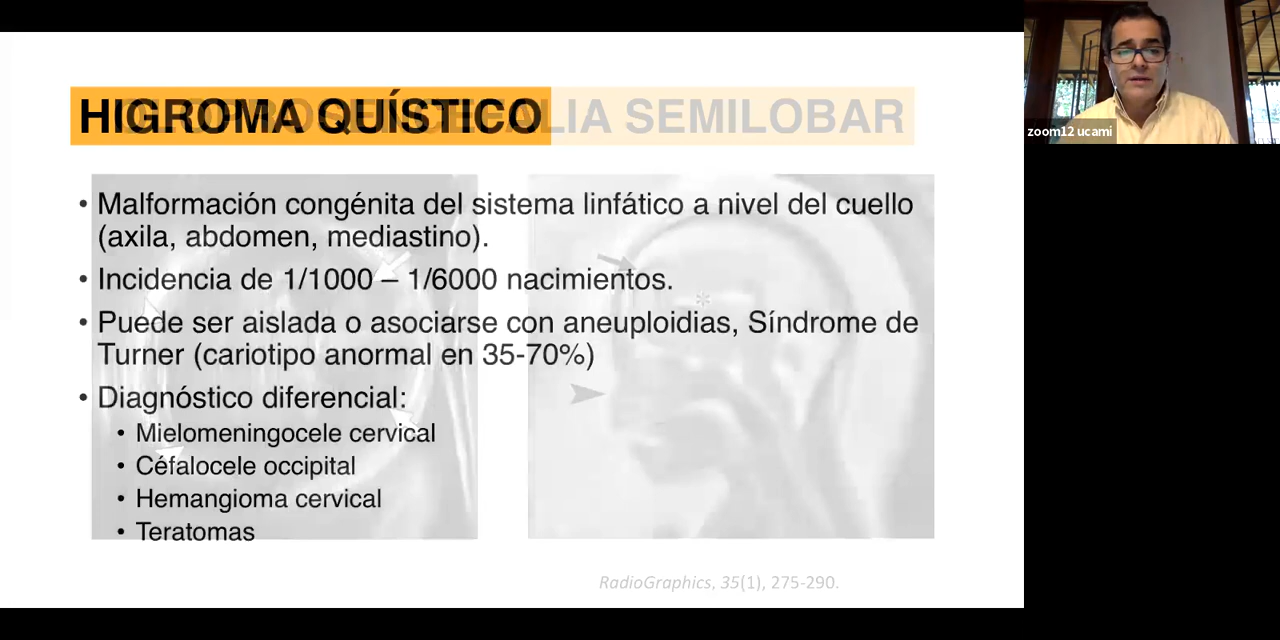 HIGROMA QUÍSTICO
HOLOPROSENCEFALIA SEMILOBAR
• Malformación congénita del sistema linfático a nivel del cuello
(axila, abdomen, mediastino).
• Incidencia de 1/1000 – 1/6000 nacimientos.
• Puede ser aislada o asociarse con aneuploidias, Síndrome de
Turner (cariotipo anormal en 35-70%)
• Diagnóstico diferencial:
• Mielomeningocele cervical
• Céfalocele occipital
• Hemangioma cervical
• Teratomas
RadioGraphics, 35(1), 275-290.
zoom12 ucami